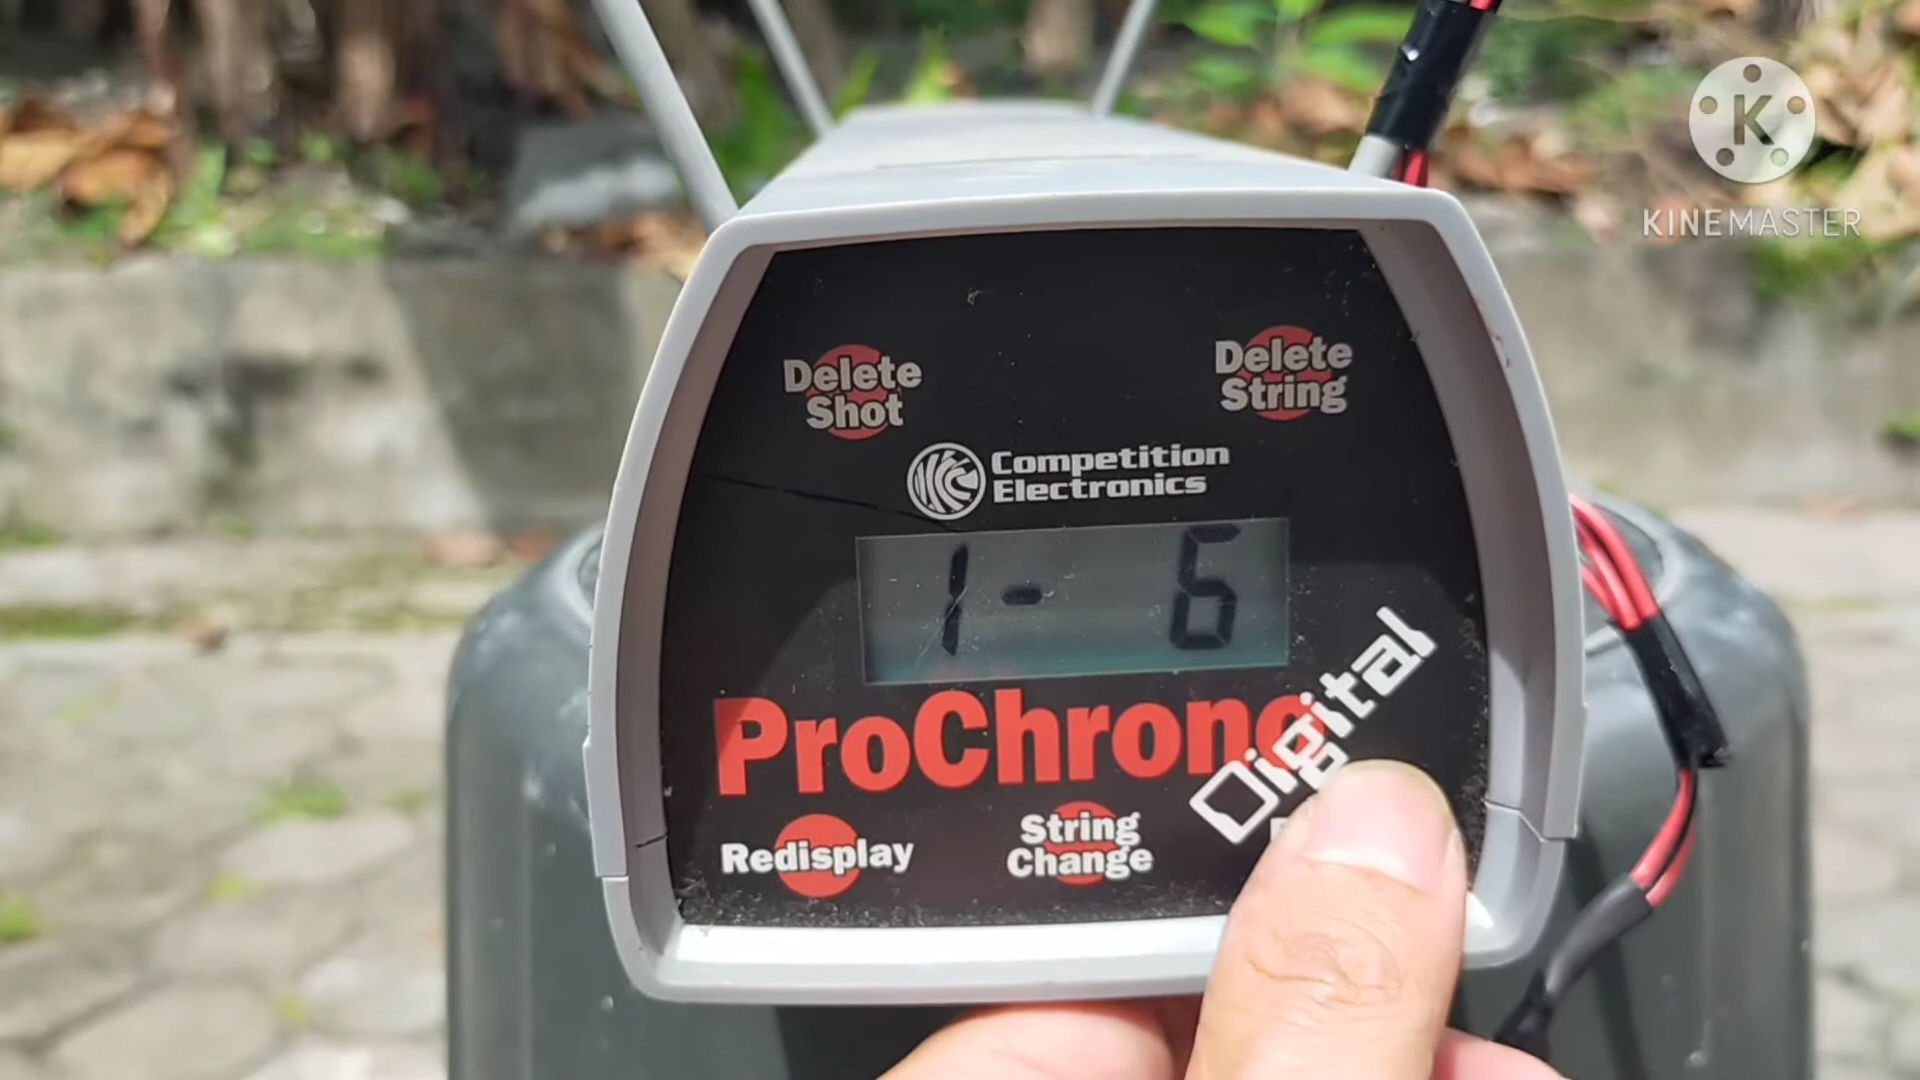 K
KINEMASTER
Delete
Shot
Delete
String
Competition
Electronics
1- 6
ProChrono
Digital
Redisplay
String
Change